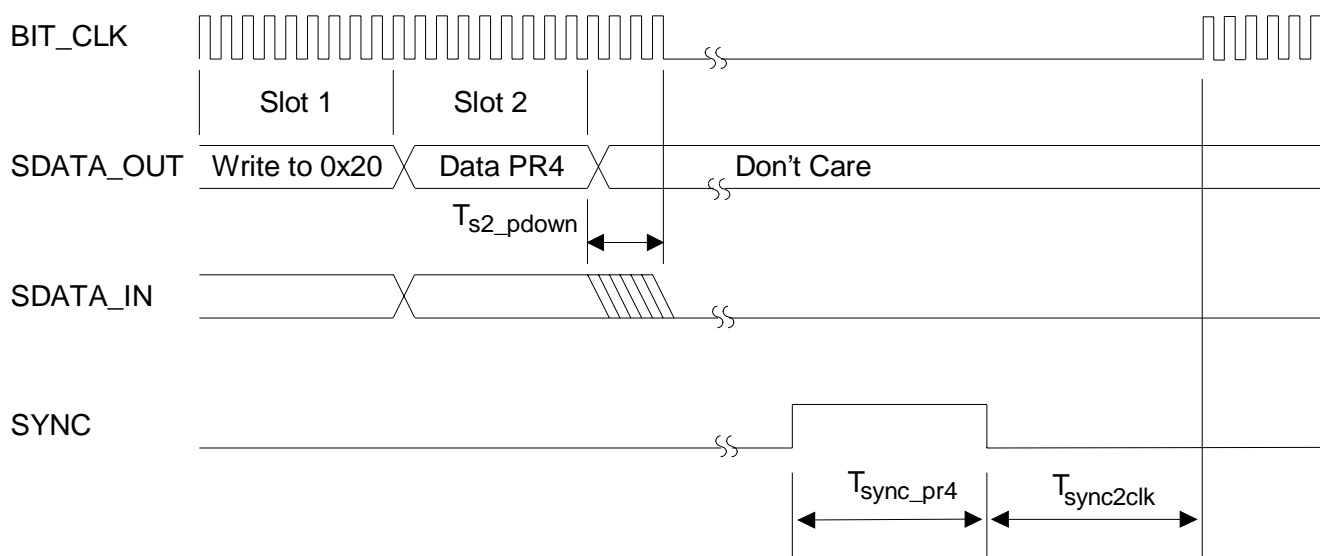 BIT_CLK
Slot 1
Slot 2
SDATA_OUT
Write to 0x20
Data PR4
Don't Care
Ts2_pdown
SDATA_IN
SYNC
Tsync_pr4
Tsync2clk